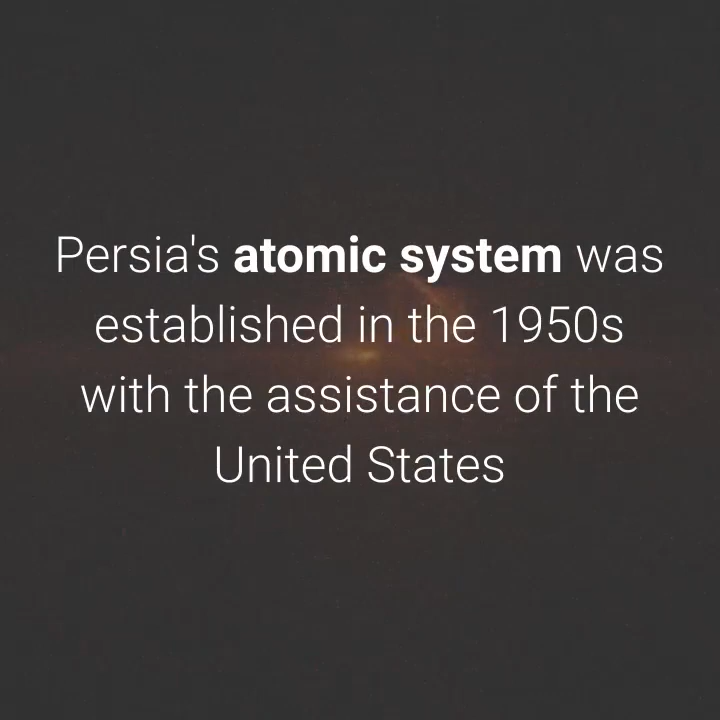 Persia's atomic system was
established in the 1950s
with the assistance of the
United States